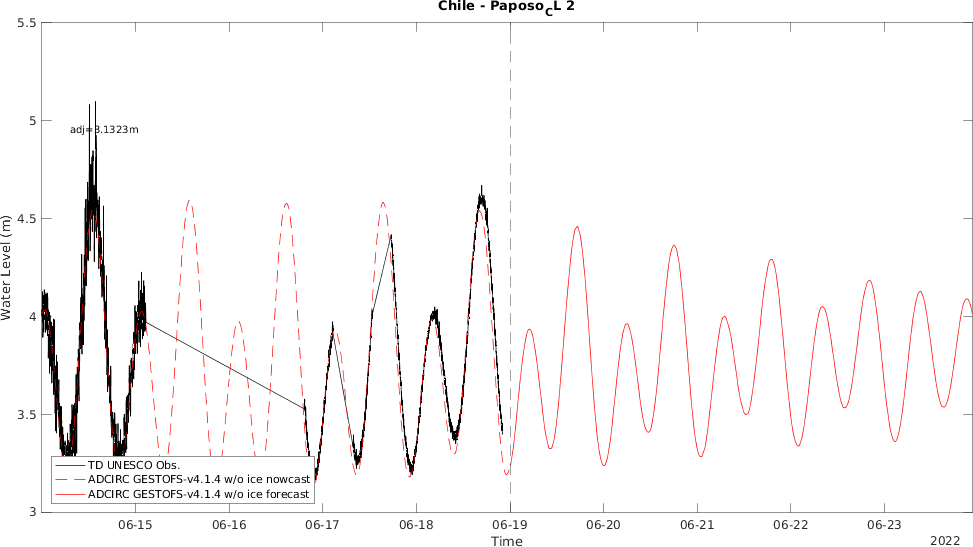 Chile - Paposo_CL 2
5.5
5
adj=3.1323m
4.5
Water Level (m)
4
3.5
TD UNESCO Obs.
ADCIRC GESTOFS-v4.1.4 w/o ice nowcast
ADCIRC GESTOFS-v4.1.4 w/o ice forecast
3
06-15 06-16 06-17 06-18 06-19 06-20 06-21 06-22 06-23
Time
2022